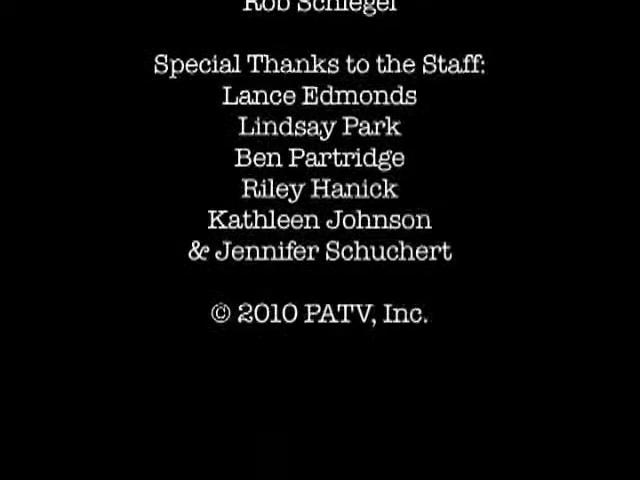 Rob Schlegel
Special Thanks to the Staff:
Lance Edmonds
Lindsay Park
Ben Partridge
Riley Hanick
Kathleen Johnson
& Jennifer Schuchert
© 2010 PATV, Inc.